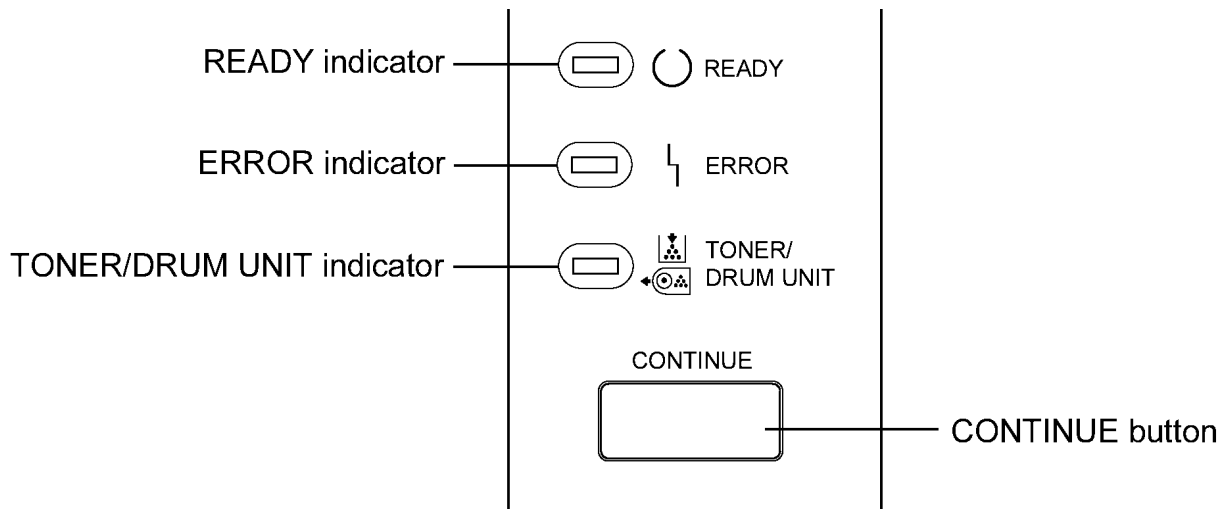 READY indicator
READY
ERROR indicator
ERROR
TONER/DRUM UNIT indicator
TONER/
DRUM UNIT
CONTINUE
CONTINUE button